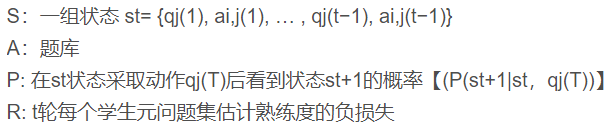 S：一组状态 st= {qj(1), ai,j(1), … , qj(t−1), ai,j(t−1)}
A：题库
P: 在st状态采取动作qj(T)后看到状态st+1的概率【(P(st+1|st，qj(T))】
R: t轮每个学生元问题集估计熟练度的负损失